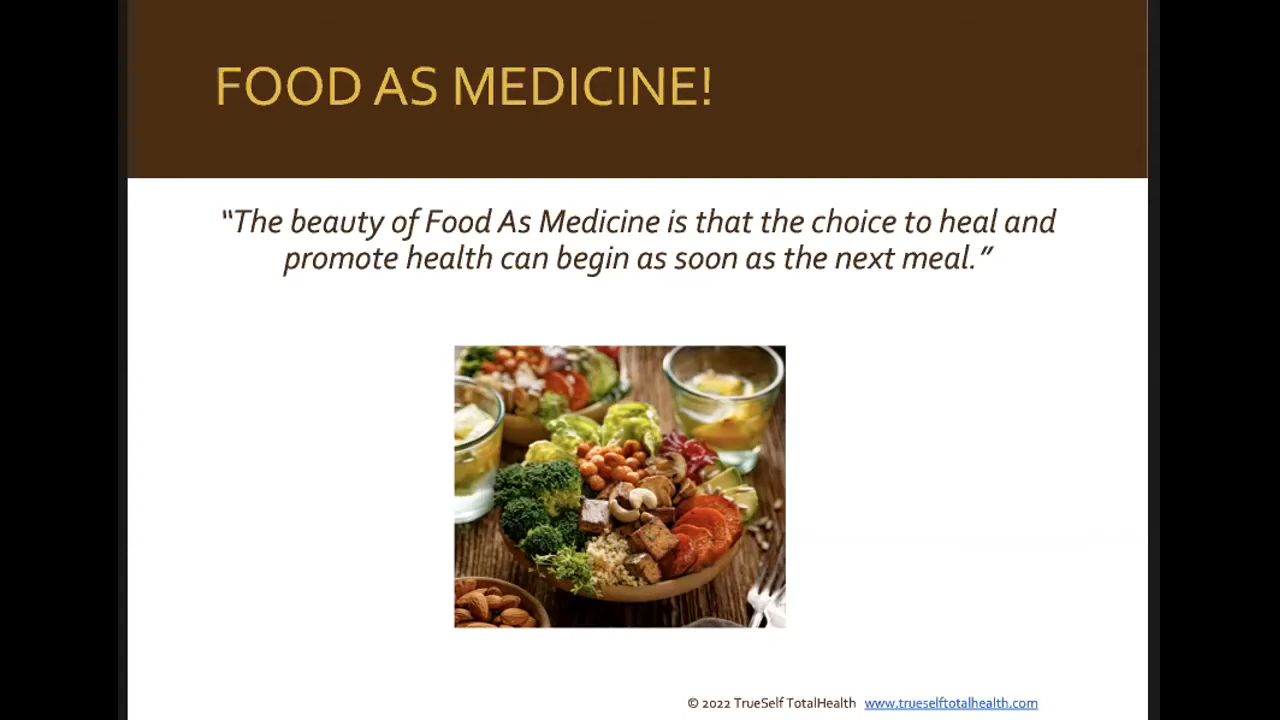 FOOD AS MEDICINE!
“The beauty of Food As Medicine is that the choice to heal and
promote health can begin as soon as the next meal.”
© 2022 TrueSelf TotalHealth www.trueselftotalhealth.com